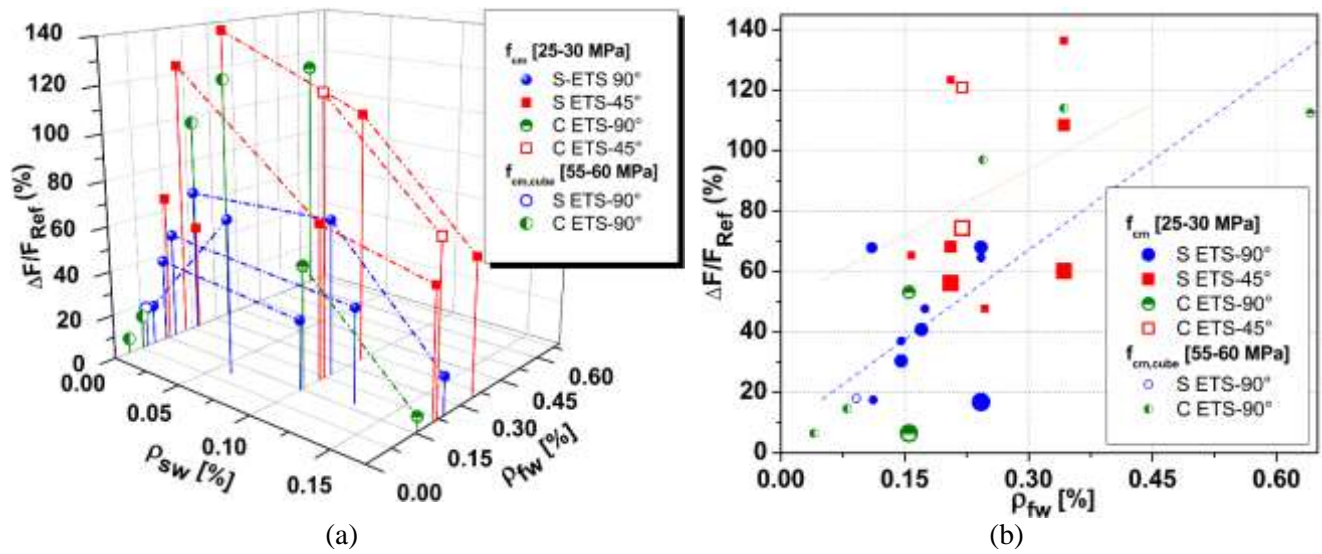 140
120
100
80
60
40
20
0
ΔF/F_Ref (%)
0.00
0.05
0.10
0.15
ρ_sw [%]
0.00
0.15
0.30
0.45
0.60
ρ_fw [%]
f_cm [25-30 MPa]
S-ETS 90°
S ETS-45°
C ETS-90°
C ETS-45°
f_cm,cube [55-60 MPa]
S ETS-90°
C ETS-90°
(a)
140
120
100
80
60
40
20
0
ΔF/F_Ref (%)
0.00
0.15
0.30
0.45
0.60
ρ_fw [%]
f_cm [25-30 MPa]
S ETS-90°
S ETS-45°
C ETS-90°
C ETS-45°
f_cm,cube [55-60 MPa]
S ETS-90°
C ETS-90°
(b)